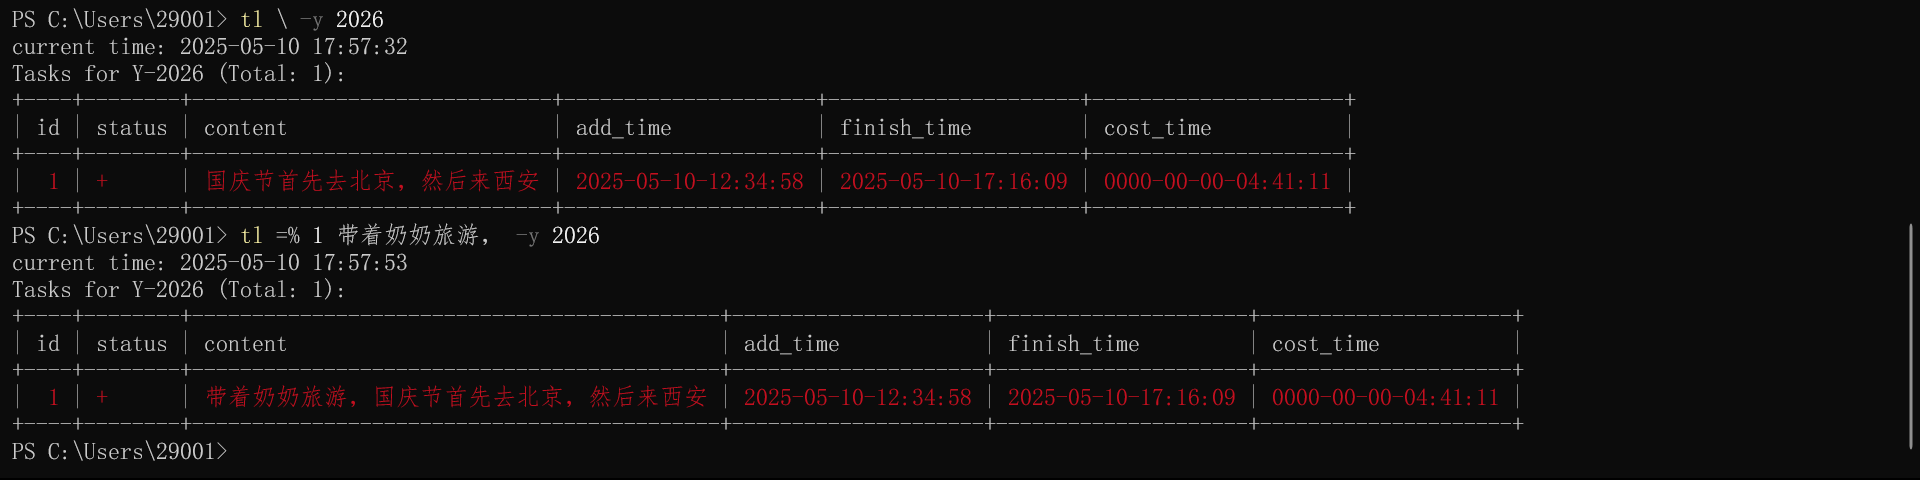 PS C:\Users\29001> tl \ -y 2026
current time: 2025-05-10 17:57:32
Tasks for Y-2026 (Total: 1):
+----+--------+------------------------------+---------------------+---------------------+---------------------+
| id | status | content | add_time | finish_time | cost_time |
+----+--------+------------------------------+---------------------+---------------------+---------------------+
| 1 | + | 国庆节首先去北京，然后来西安 | 2025-05-10-12:34:58 | 2025-05-10-17:16:09 | 0000-00-00-04:41:11 |
+----+--------+------------------------------+---------------------+---------------------+---------------------+
PS C:\Users\29001> tl =% 1 带着奶奶旅游， -y 2026
current time: 2025-05-10 17:57:53
Tasks for Y-2026 (Total: 1):
+----+--------+--------------------------------------------+---------------------+---------------------+---------------------+
| id | status | content | add_time | finish_time | cost_time |
+----+--------+--------------------------------------------+---------------------+---------------------+---------------------+
| 1 | + | 带着奶奶旅游，国庆节首先去北京，然后来西安 | 2025-05-10-12:34:58 | 2025-05-10-17:16:09 | 0000-00-00-04:41:11 |
+----+--------+--------------------------------------------+---------------------+---------------------+---------------------+
PS C:\Users\29001>